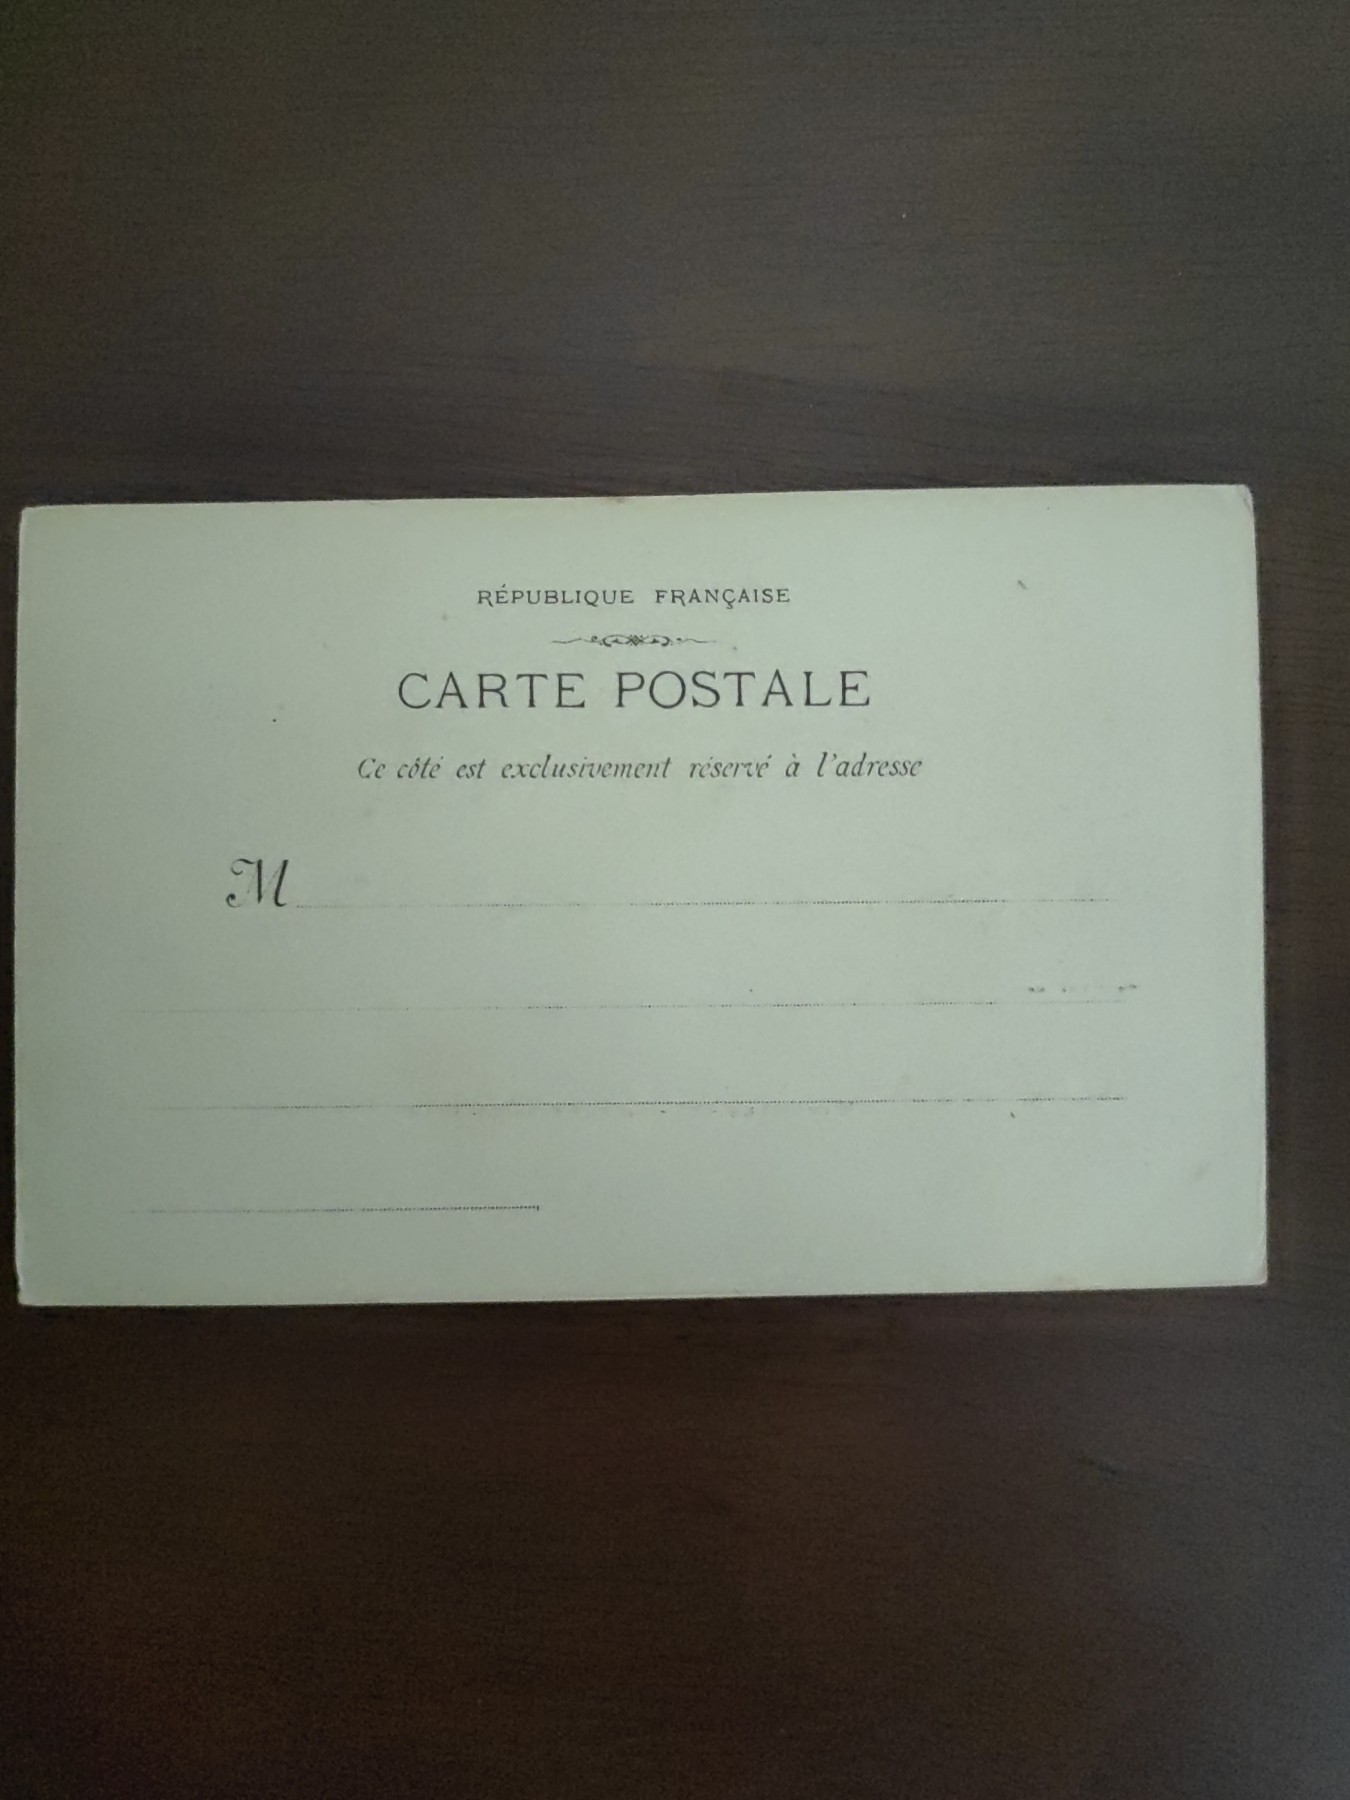 RÉPUBLIQUE FRANÇAISE
CARTE POSTALE
Ce côté est exclusivement réservé à l'adresse
M